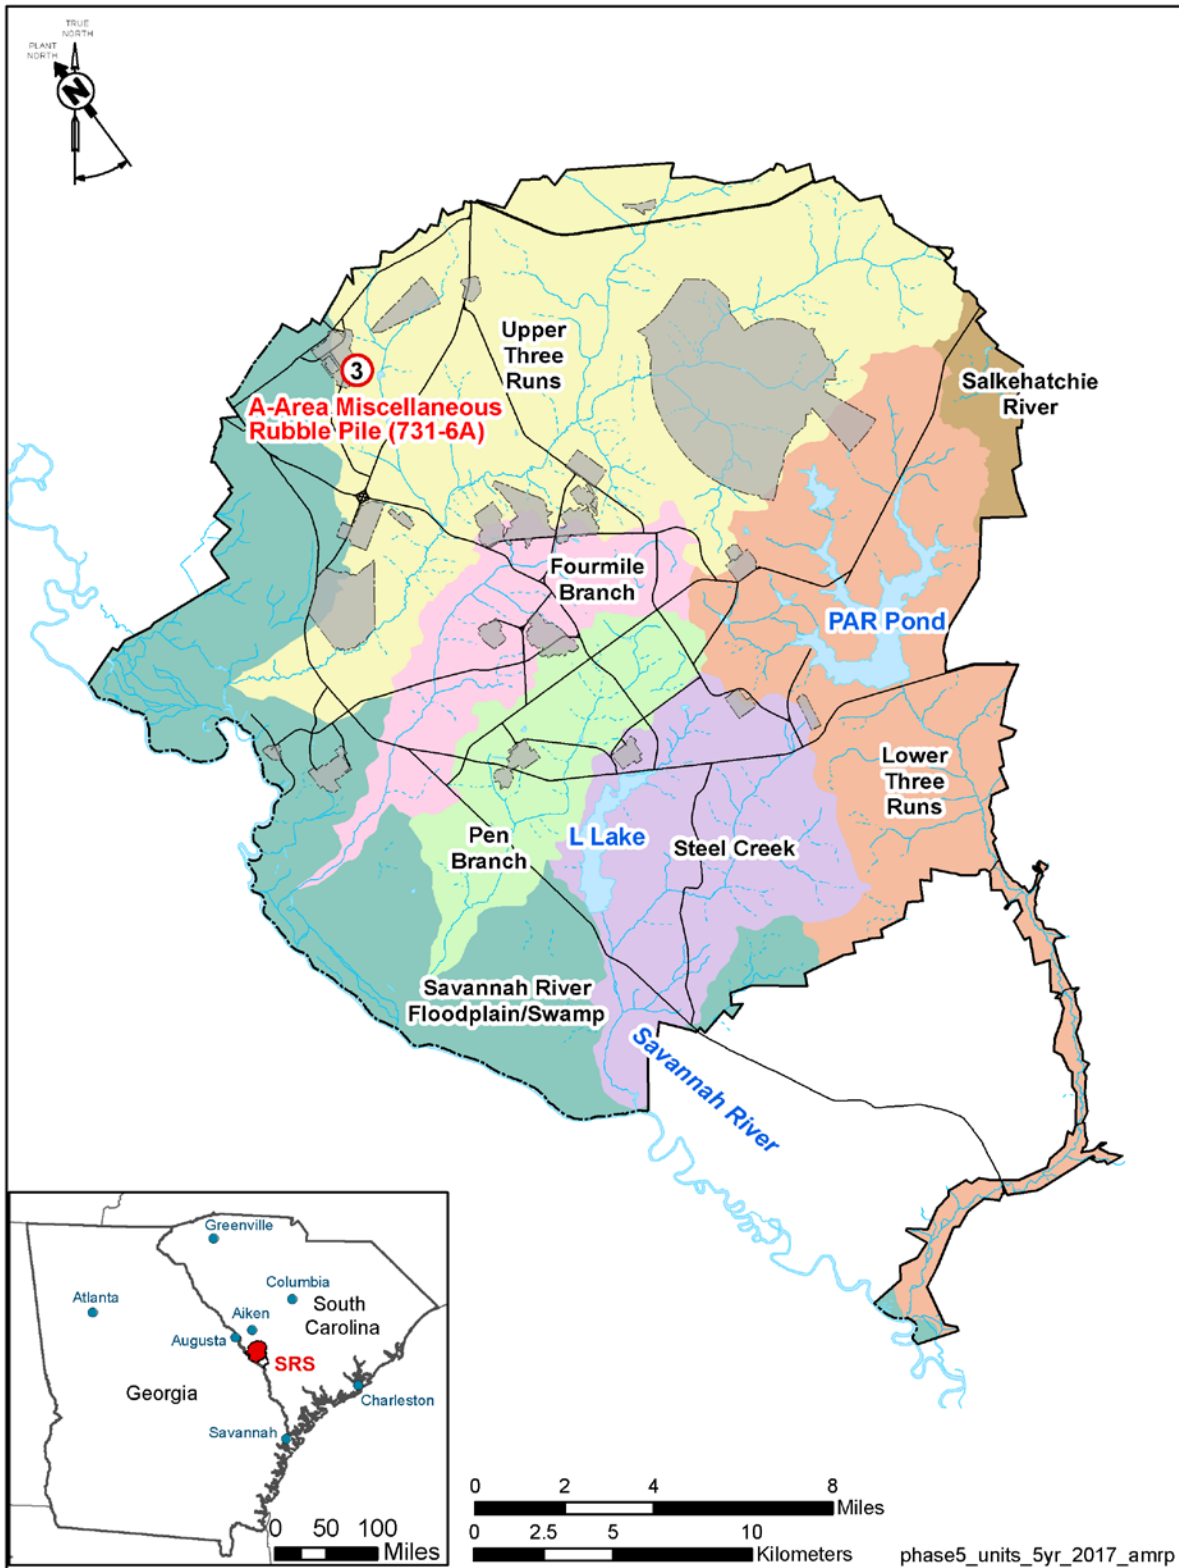 TRUE
NORTH
PLANT
NORTH
N
Upper
Three
Runs
Salkehatchie
River
3
A-Area Miscellaneous
Rubble Pile (731-6A)
Fourmile
Branch
PAR Pond
Lower
Three
Runs
Pen
Branch
L Lake
Steel Creek
Savannah River
Floodplain/Swamp
Savannah River
Greenville
Columbia
Atlanta
Aiken
South
Carolina
Augusta
SRS
Georgia
Charleston
Savannah
0 50 100
Miles
0 2 4 8
Miles
0 2.5 5 10
Kilometers
phase5_units_5yr_2017_amrp